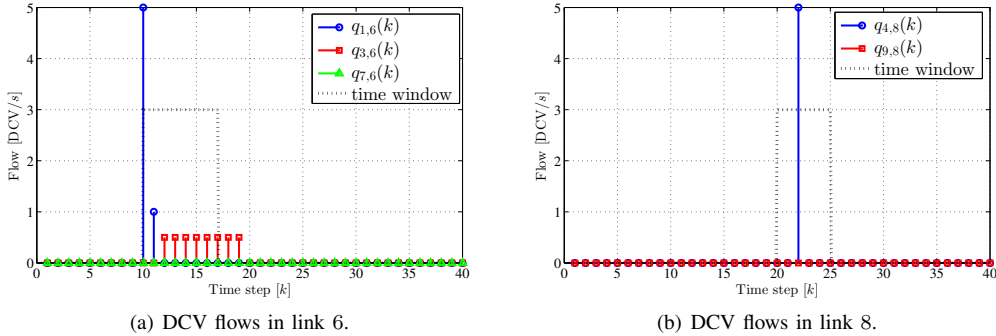 5
4
3
2
1
0
0 5 10 15 20 25 30 35 40
Flow [DCV/s]
Time step [k]
q1,6(k)
q3,6(k)
q7,6(k)
time window
(a) DCV flows in link 6.
5
4
3
2
1
0
0 5 10 15 20 25 30 35 40
Flow [DCV/s]
Time step [k]
q4,8(k)
q9,8(k)
time window
(b) DCV flows in link 8.